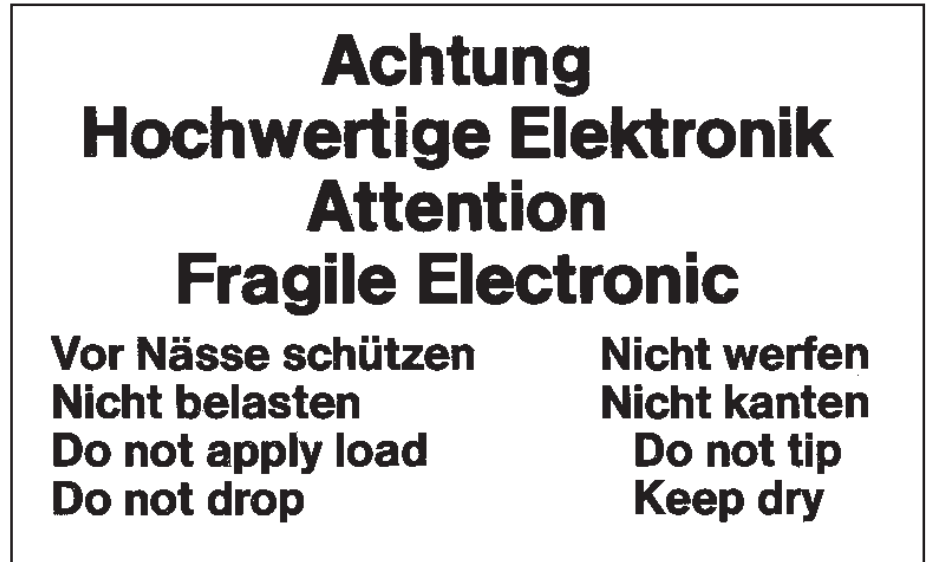 Achtung
Hochwertige Elektronik
Attention
Fragile Electronic
Vor Nässe schützen Nicht werfen
Nicht belasten Nicht kanten
Do not apply load Do not tip
Do not drop Keep dry